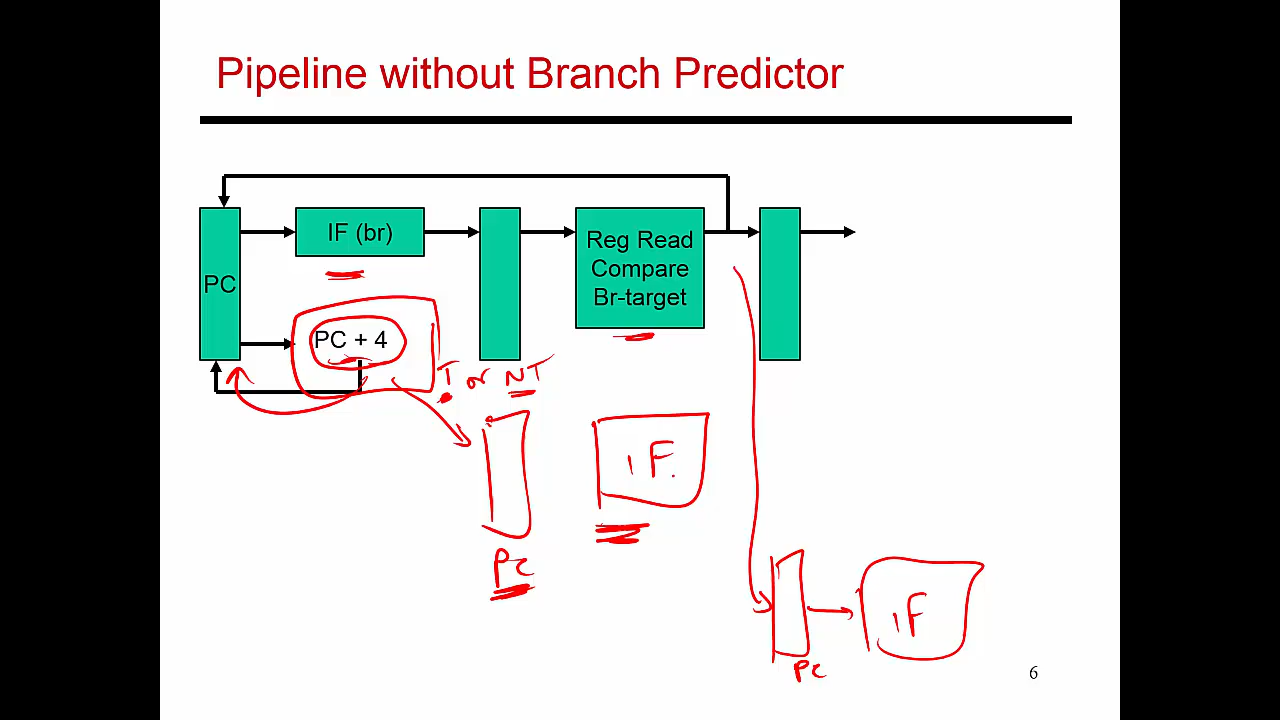 Pipeline without Branch Predictor
IF (br)
PC
Reg Read
Compare
Br-target
PC + 4
T or NT
IF
PC
IF
PC
6